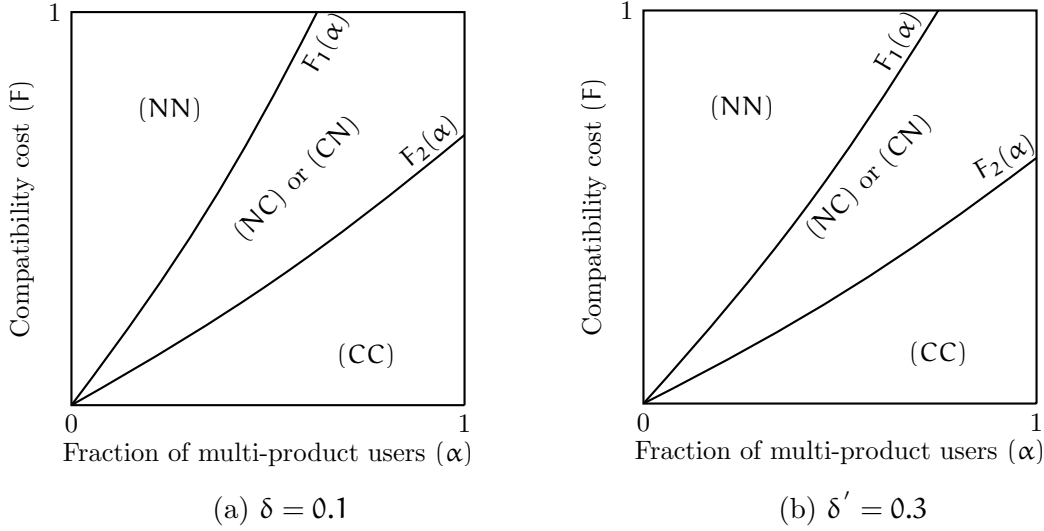 1
Compatibility cost (F)
(NN)
F₁(α)
(NC) or (CN)
F₂(α)
(CC)
0
1
Fraction of multi-product users (α)
(a) δ = 0.1
1
Compatibility cost (F)
(NN)
F₁(α)
(NC) or (CN)
F₂(α)
(CC)
0
1
Fraction of multi-product users (α)
(b) δ′ = 0.3